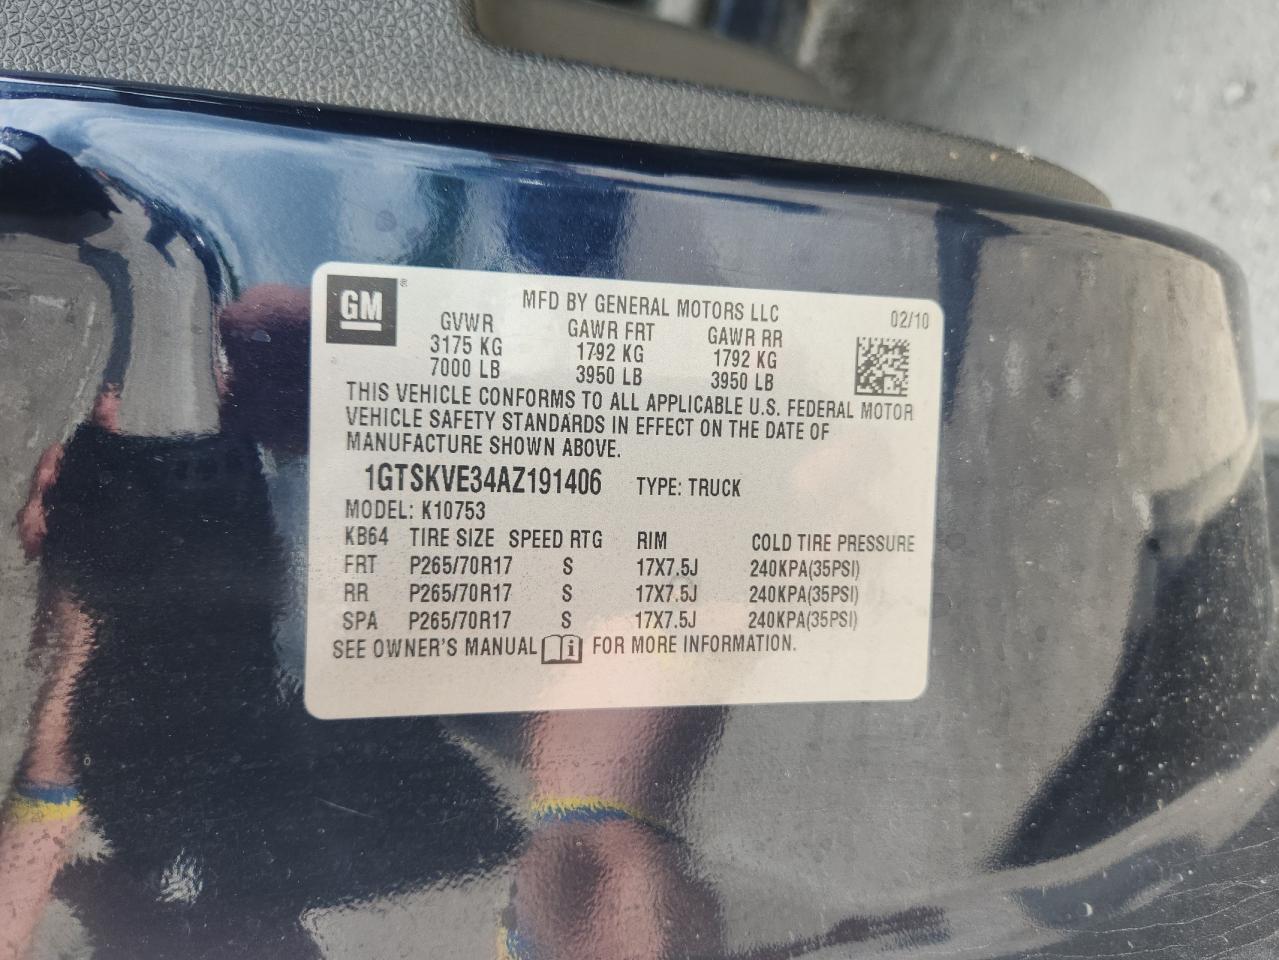 GM ®
MFD BY GENERAL MOTORS LLC
02/10
GVWR GAWR FRT GAWR RR
3175 KG 1792 KG 1792 KG
7000 LB 3950 LB 3950 LB
THIS VEHICLE CONFORMS TO ALL APPLICABLE U.S. FEDERAL MOTOR
VEHICLE SAFETY STANDARDS IN EFFECT ON THE DATE OF
MANUFACTURE SHOWN ABOVE.
1GTSKVE34AZ191406 TYPE: TRUCK
MODEL: K10753
KB64 TIRE SIZE SPEED RTG RIM COLD TIRE PRESSURE
FRT P265/70R17 S 17X7.5J 240KPA(35PSI)
RR P265/70R17 S 17X7.5J 240KPA(35PSI)
SPA P265/70R17 S 17X7.5J 240KPA(35PSI)
SEE OWNER'S MANUAL i FOR MORE INFORMATION.